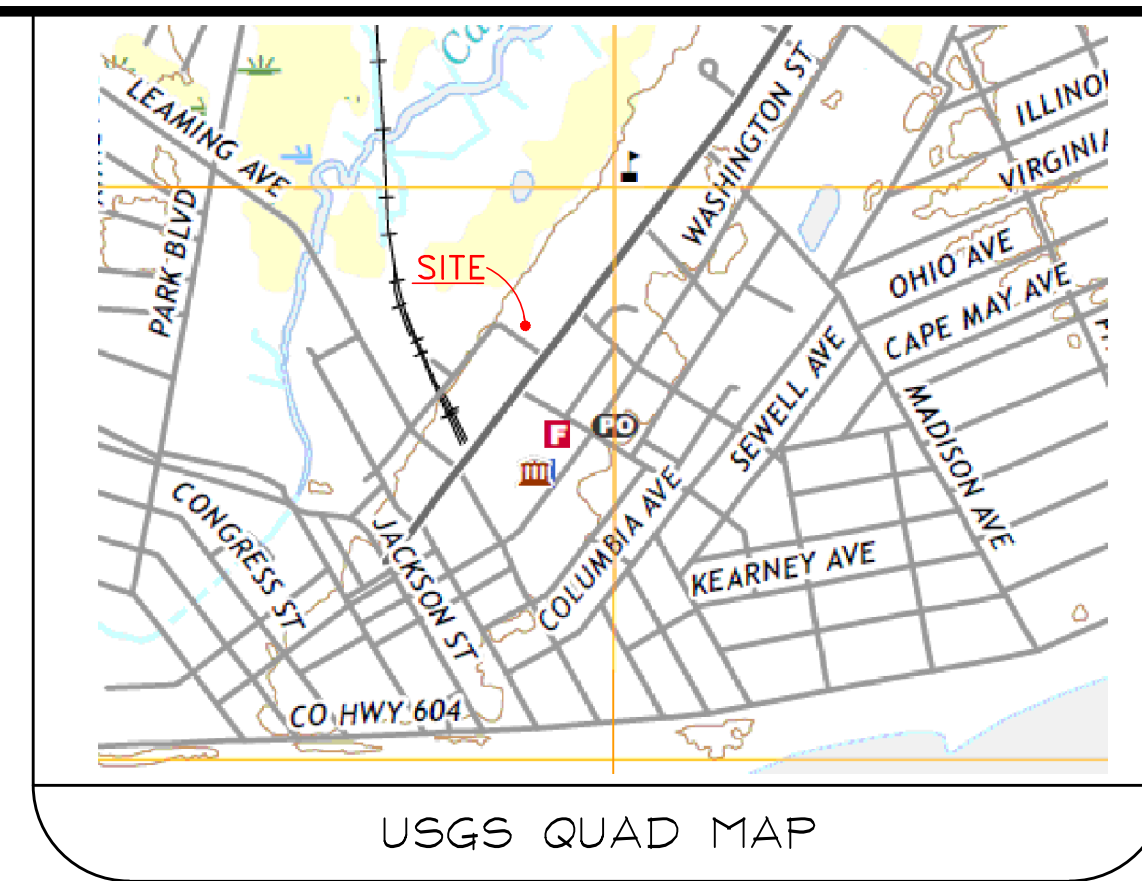 Ca
WASHINGTON ST
ILLINOI
LEAMING AVE
VIRGINIA
PARK BLVD
OHIO AVE
SITE
CAPE MAY AVE
SEWELL AVE
MADISON AVE
F
PO
COLUMBIA AVE
CONGRESS ST
JACKSON ST
KEARNEY AVE
CO HWY 604
USGS QUAD MAP